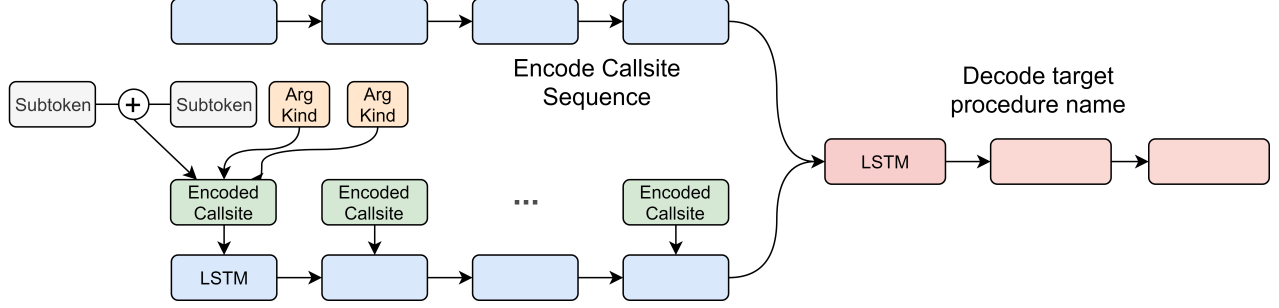 Encode Callsite
Sequence
Decode target
procedure name
Subtoken
+
Subtoken
Arg
Kind
Arg
Kind
LSTM
Encoded
Callsite
Encoded
Callsite
...
Encoded
Callsite
LSTM